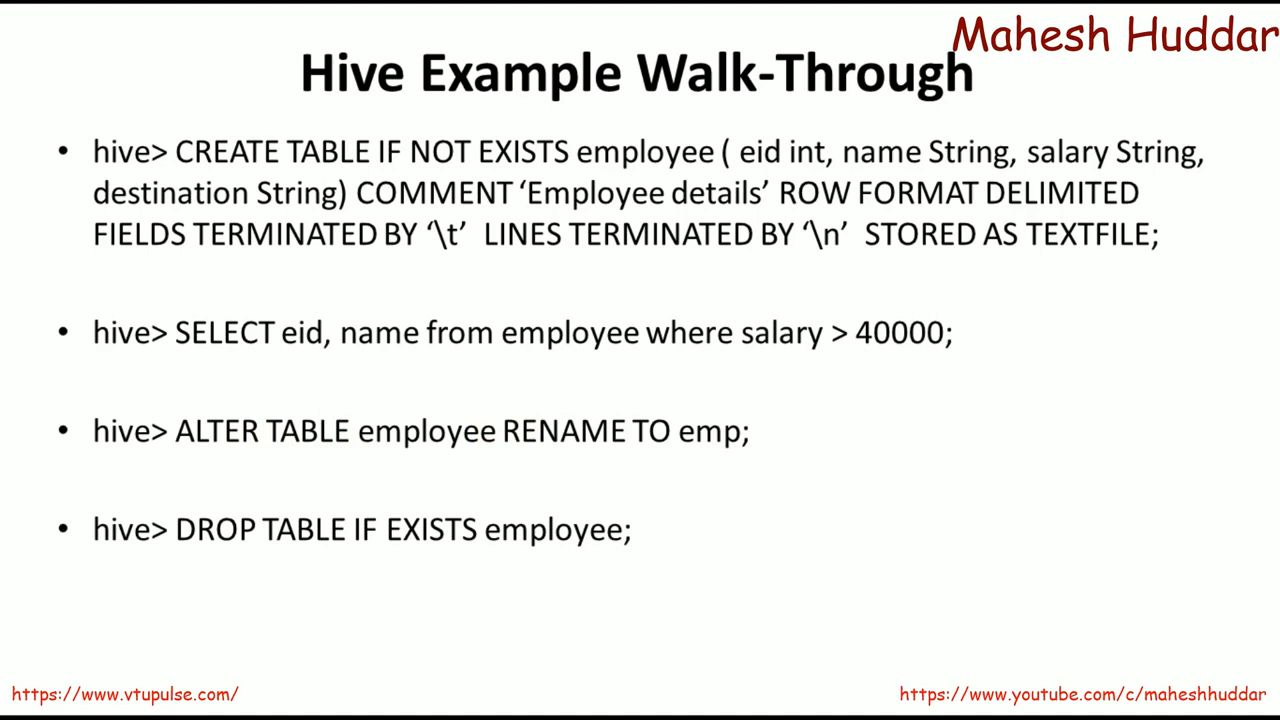 Mahesh Huddar
Hive Example Walk-Through
• hive> CREATE TABLE IF NOT EXISTS employee ( eid int, name String, salary String,
destination String) COMMENT ‘Employee details’ ROW FORMAT DELIMITED
FIELDS TERMINATED BY ‘\t’ LINES TERMINATED BY ‘\n’ STORED AS TEXTFILE;
• hive> SELECT eid, name from employee where salary > 40000;
• hive> ALTER TABLE employee RENAME TO emp;
• hive> DROP TABLE IF EXISTS employee;
https://www.vtupulse.com/
https://www.youtube.com/c/maheshhuddar